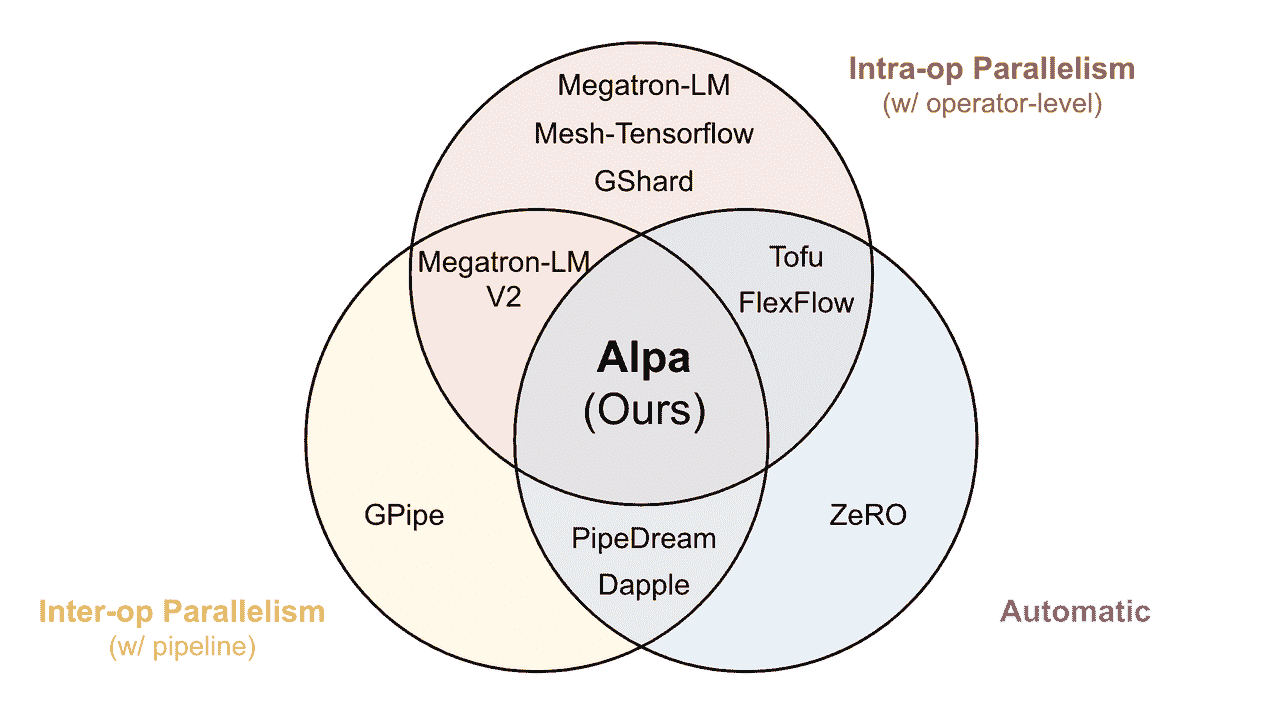 Megatron-LM
Mesh-Tensorflow
GShard
Intra-op Parallelism
(w/ operator-level)
Megatron-LM
V2
Tofu
FlexFlow
Alpa
(Ours)
GPipe
PipeDream
Dapple
ZeRO
Inter-op Parallelism
(w/ pipeline)
Automatic